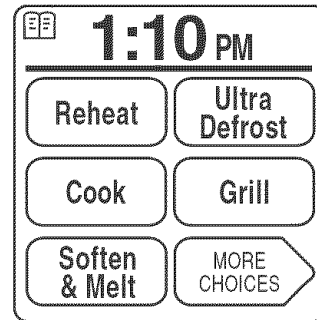 1:10 PM
Reheat
Ultra
Defrost
Cook
Grill
Soften
& Melt
MORE
CHOICES